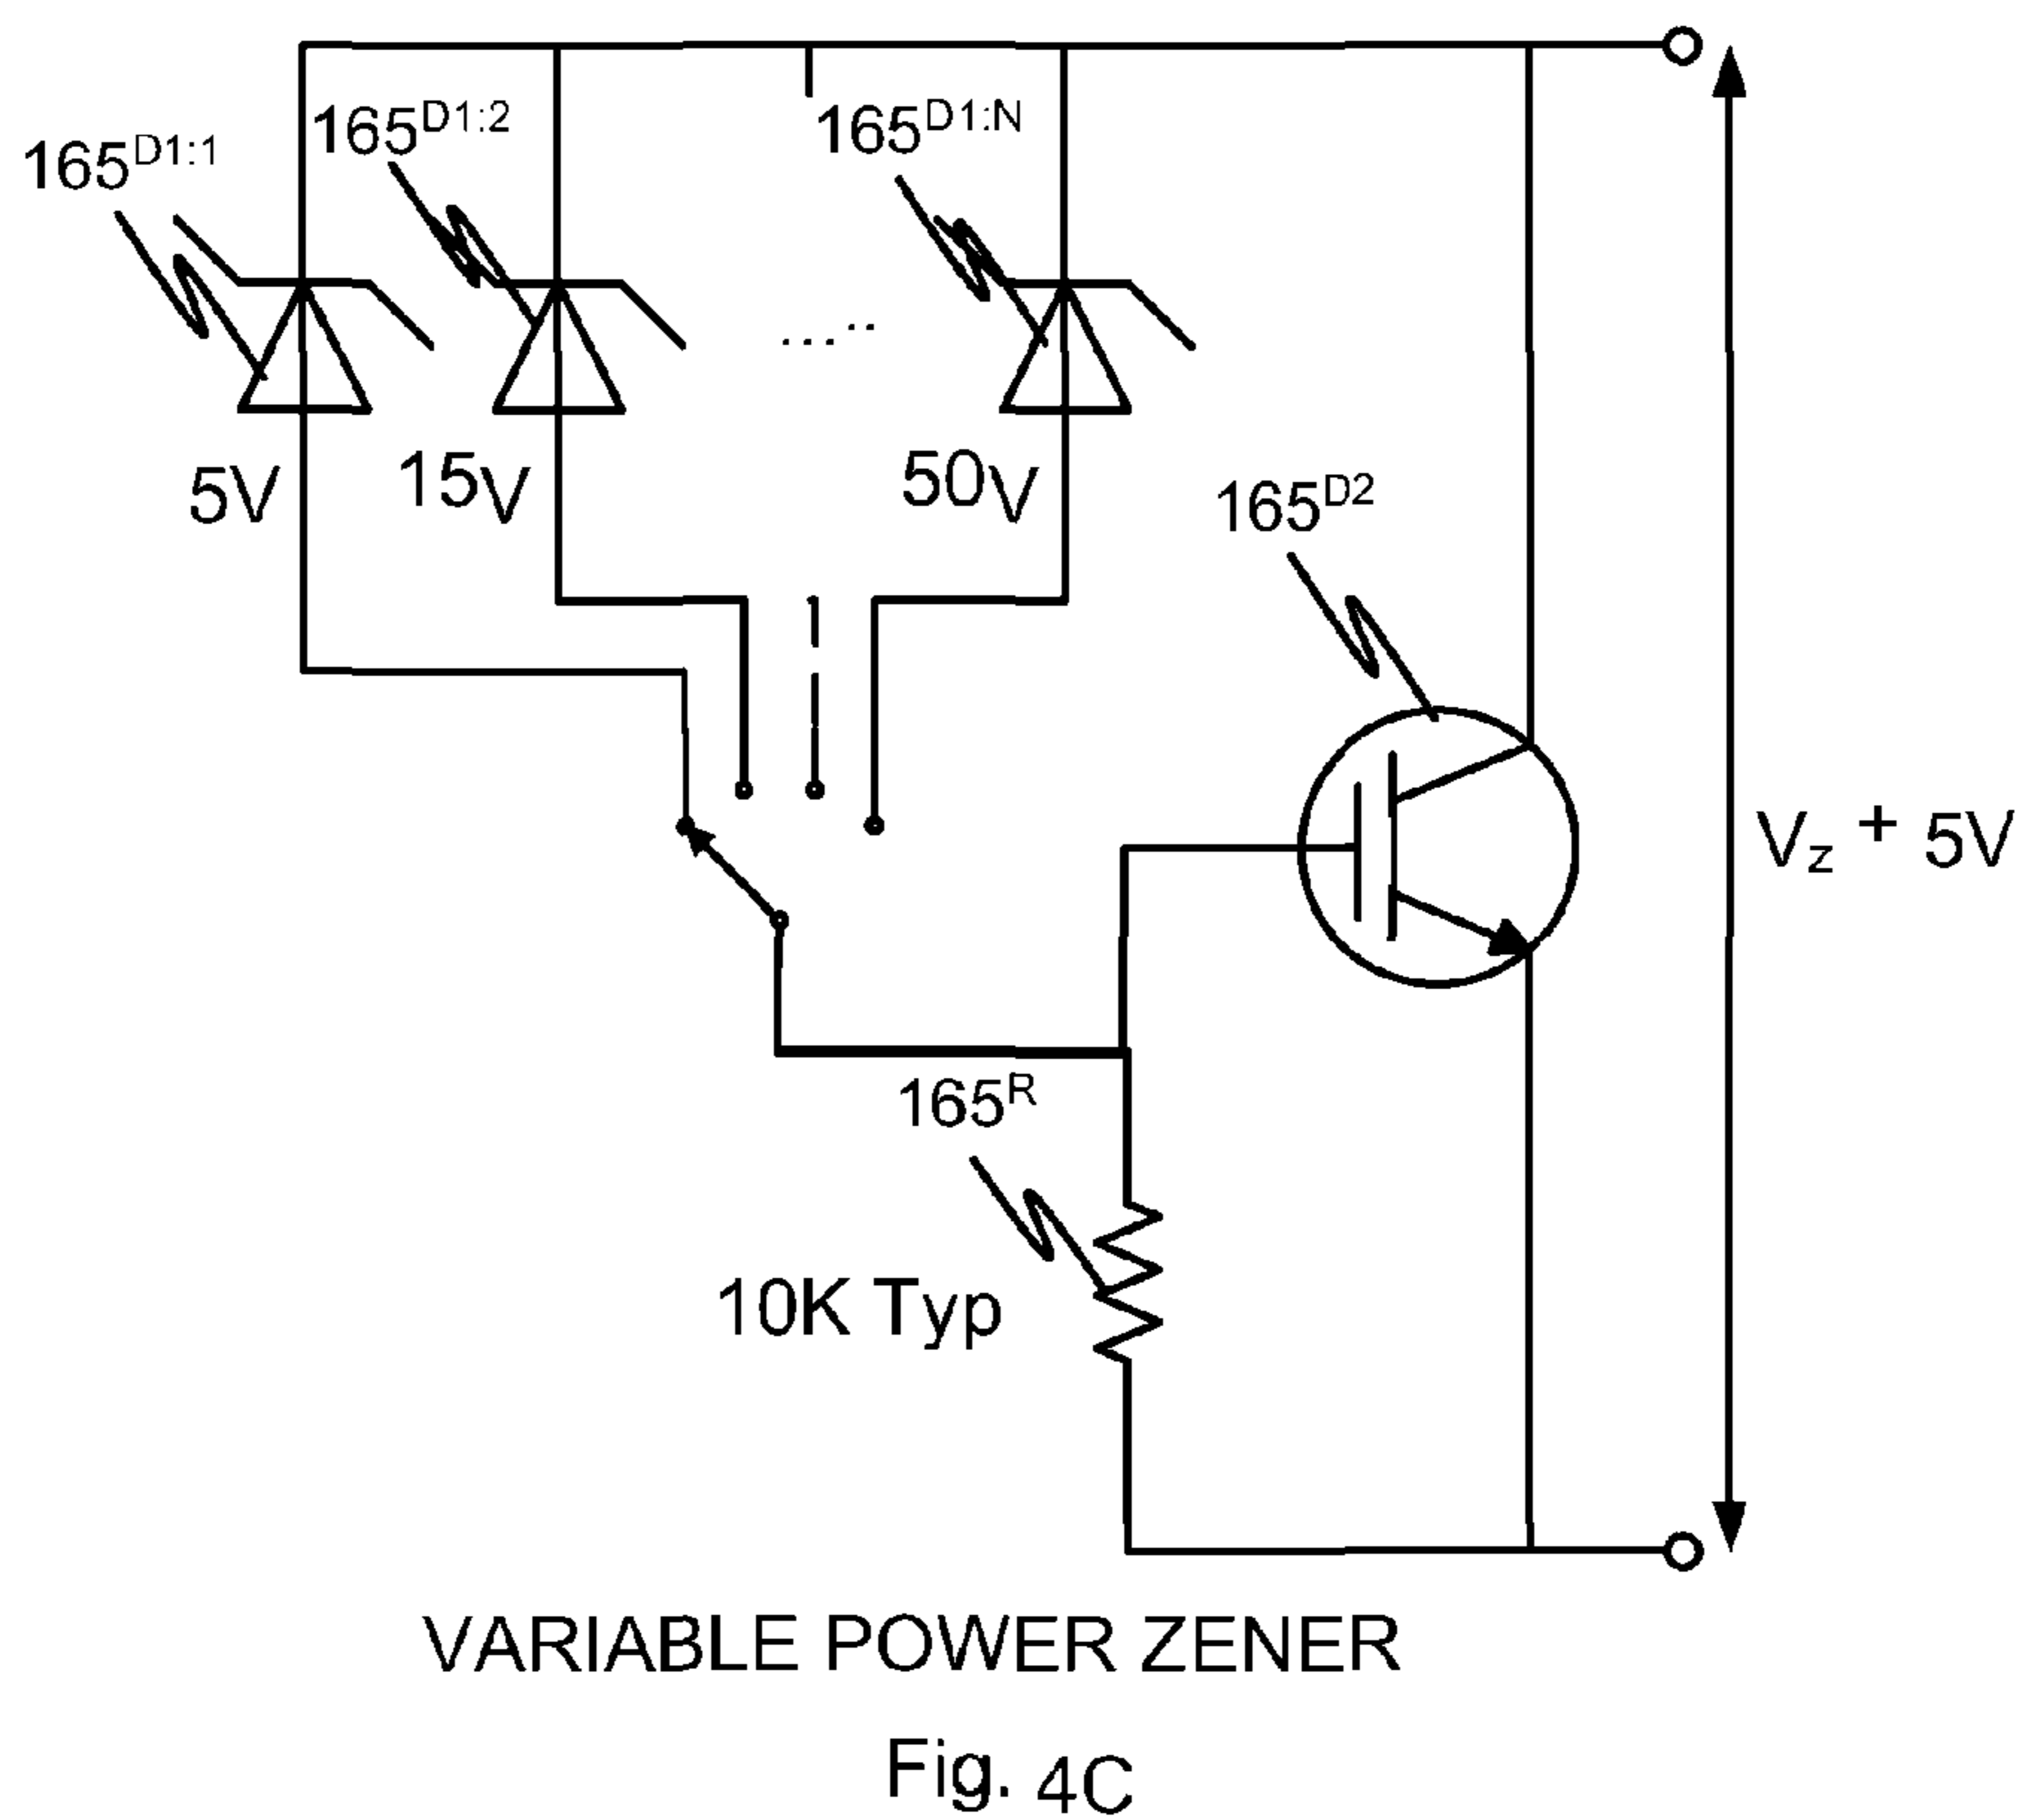 165D1:1
165D1:2
165D1:N
5V
15V
50V
.....
165D2
Vz + 5V
165R
10K Typ
VARIABLE POWER ZENER
Fig. 4C